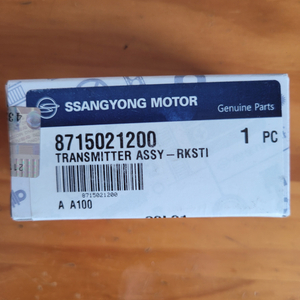 SSANGYONG MOTOR
Genuine Parts
8715021200
1 PC
TRANSMITTER ASSY-RKSTI
8715021200
A A100